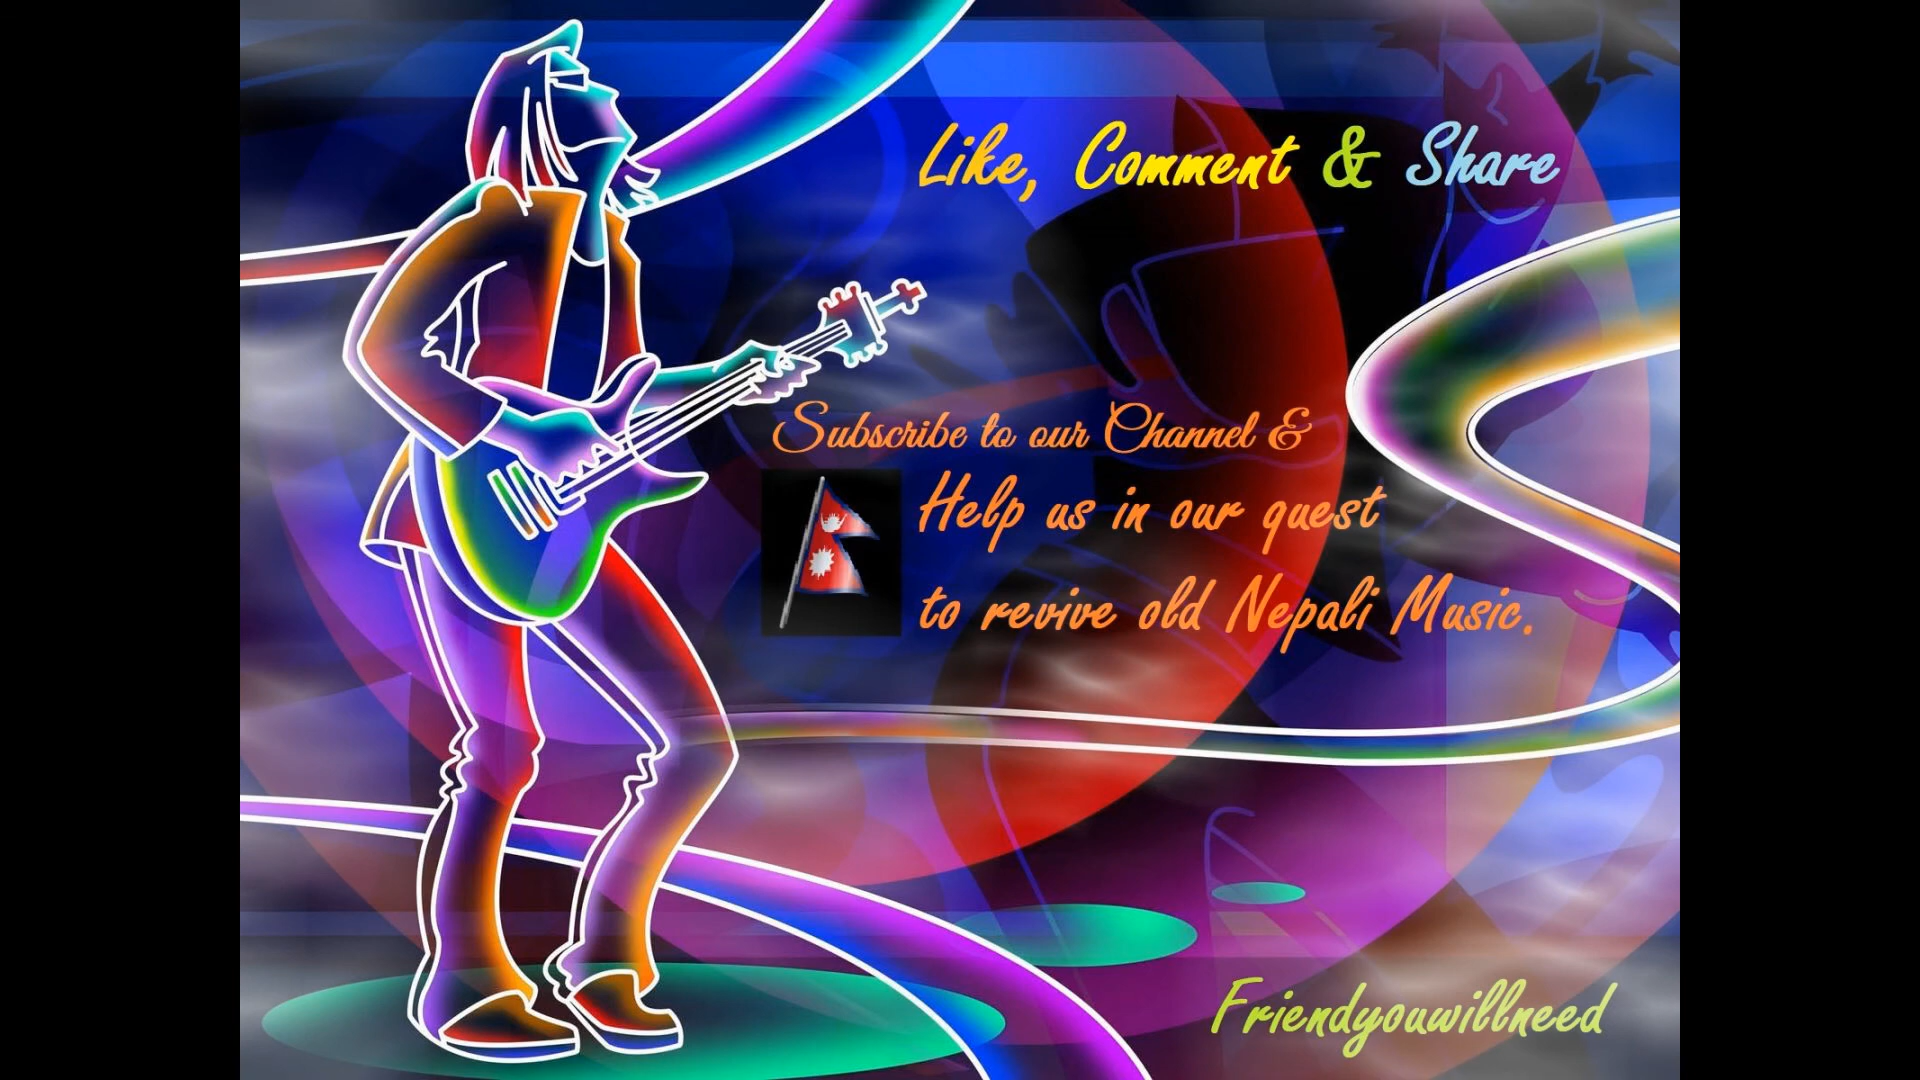 Like, Comment & Share
Subscribe to our Channel &
Help us in our quest
to revive old Nepali Music.
Friendyouwillneed